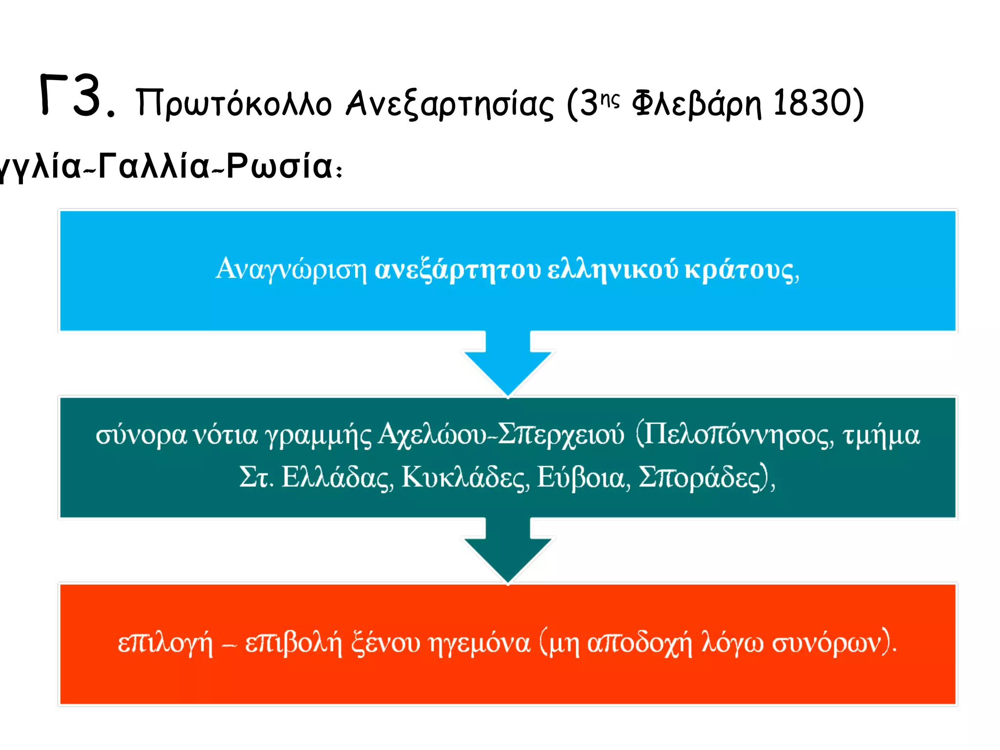 Γ3. Πρωτόκολλο Ανεξαρτησίας (3ης Φλεβάρη 1830)
γγλία-Γαλλία-Ρωσία:
Αναγνώριση ανεξάρτητου ελληνικού κράτους,
σύνορα νότια γραμμής Αχελώου-Σπερχειού (Πελοπόννησος, τμήμα
Στ. Ελλάδας, Κυκλάδες, Εύβοια, Σποράδες),
επιλογή – επιβολή ξένου ηγεμόνα (μη αποδοχή λόγω συνόρων).